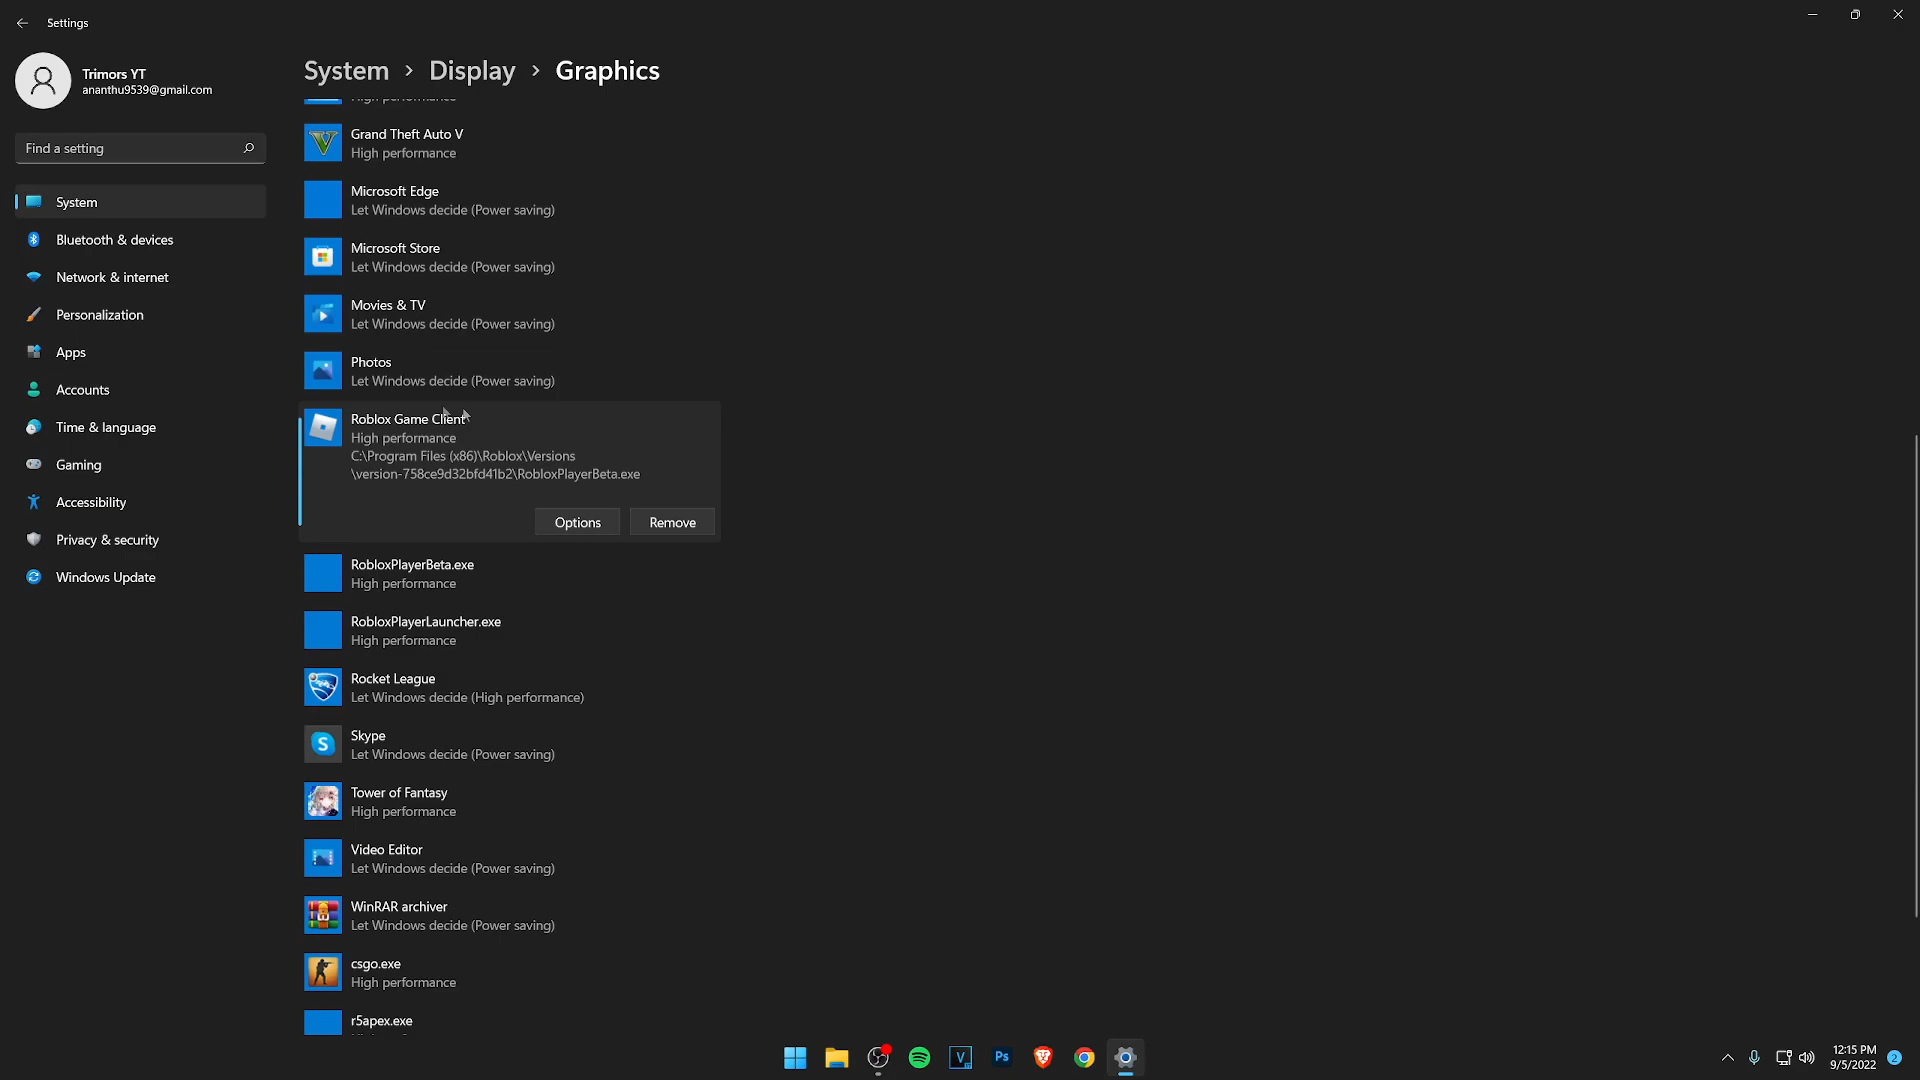 Settings
Trimors YT
ananthu9539@gmail.com
Find a setting
System
Bluetooth & devices
Network & internet
Personalization
Apps
Accounts
Time & language
Gaming
Accessibility
Privacy & security
Windows Update
System > Display > Graphics
High performance
Grand Theft Auto V
High performance
Microsoft Edge
Let Windows decide (Power saving)
Microsoft Store
Let Windows decide (Power saving)
Movies & TV
Let Windows decide (Power saving)
Photos
Let Windows decide (Power saving)
Roblox Game Client
High performance
C:\Program Files (x86)\Roblox\Versions
\version-758ce9d32bfd41b2\RobloxPlayerBeta.exe
Options Remove
RobloxPlayerBeta.exe
High performance
RobloxPlayerLauncher.exe
High performance
Rocket League
Let Windows decide (High performance)
Skype
Let Windows decide (Power saving)
Tower of Fantasy
High performance
Video Editor
Let Windows decide (Power saving)
WinRAR archiver
Let Windows decide (Power saving)
csgo.exe
High performance
r5apex.exe
Ps
12:15 PM
9/5/2022
2